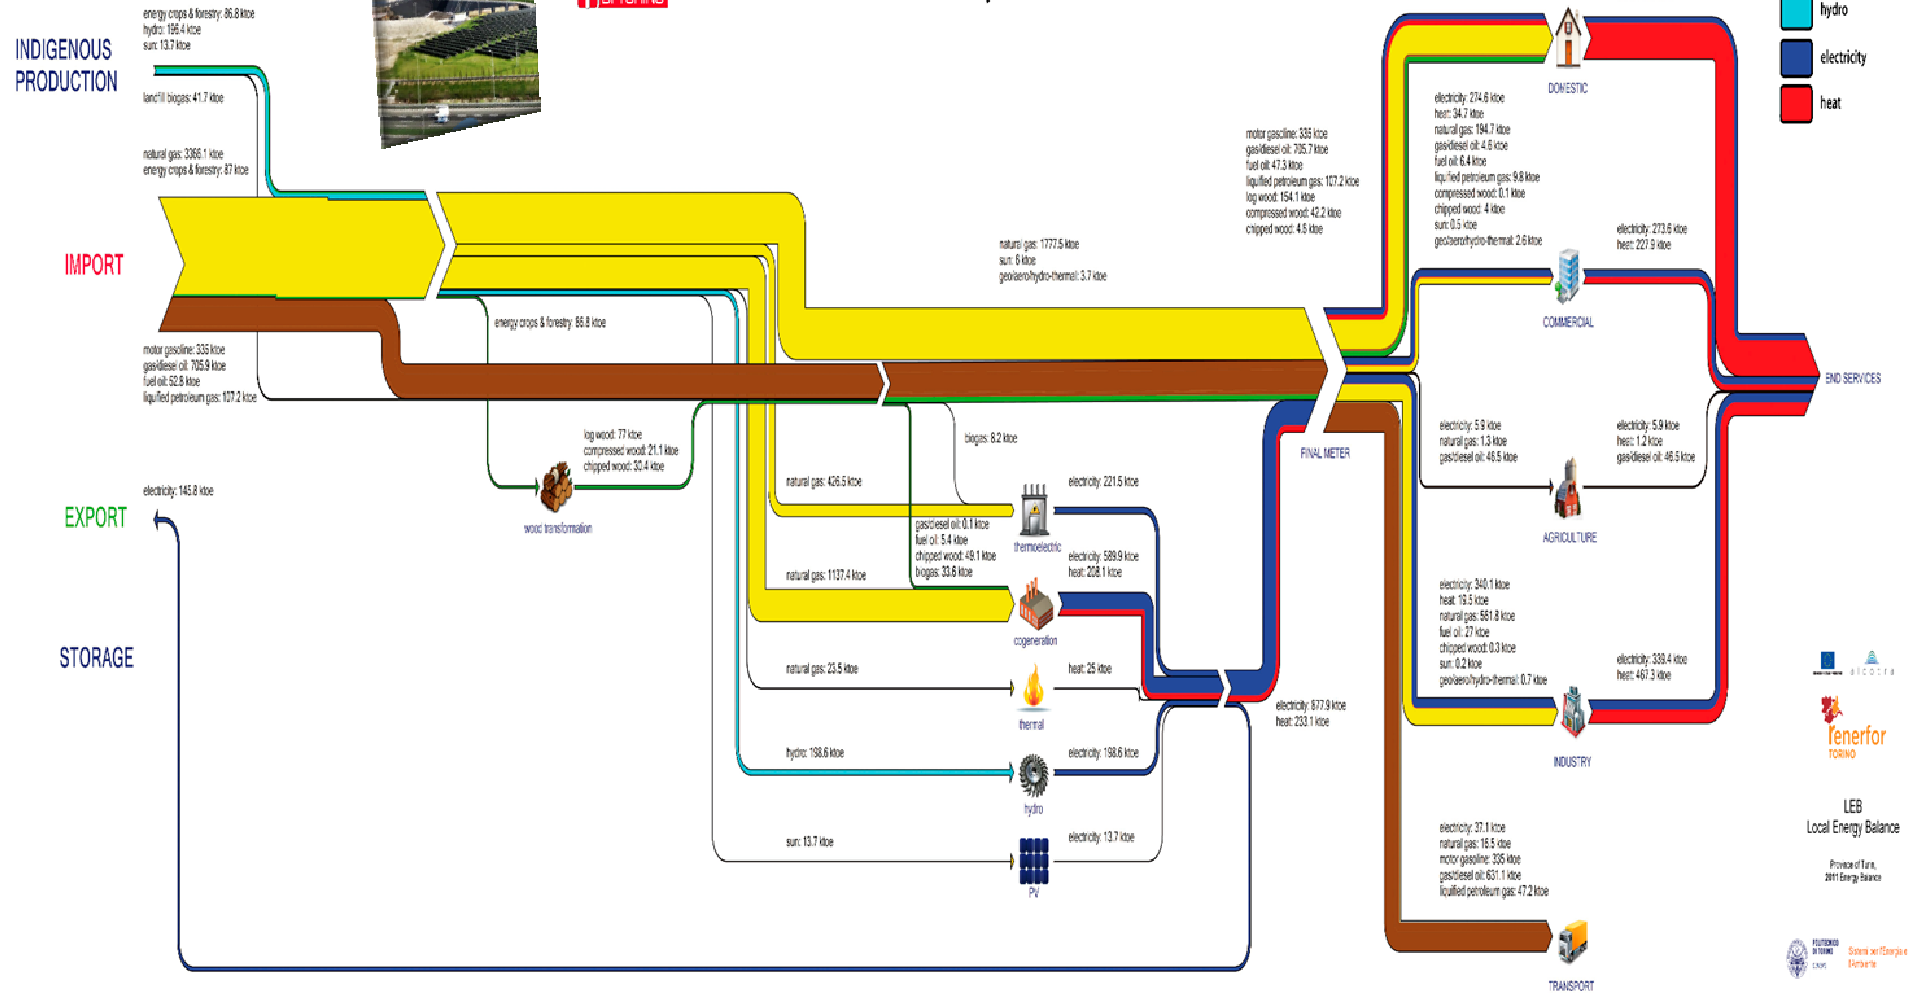 energy crops & forestry: 86.8 ktoe
hydro: 196.4 ktoe
sun: 13.7 ktoe
INDIGENOUS
PRODUCTION
landfill biogas: 41.7 ktoe
natural gas: 3366.1 ktoe
energy crops & forestry: 87 ktoe
IMPORT
motor gasoline: 335 ktoe
gas/diesel oil: 705.9 ktoe
fuel oil: 52.8 ktoe
liquified petroleum gas: 107.2 ktoe
electricity: 145.8 ktoe
EXPORT
STORAGE
energy crops & forestry: 86.8 ktoe
log wood: 77 ktoe
compressed wood: 21.1 ktoe
chipped wood: 30.4 ktoe
wood transformation
natural gas: 1777.5 ktoe
sun: 6 ktoe
geo/aero/hydro-thermal: 3.7 ktoe
biogas: 8.2 ktoe
natural gas: 426.5 ktoe
electricity: 221.5 ktoe
thermoelectric
gas/diesel oil: 0.1 ktoe
fuel oil: 5.4 ktoe
chipped wood: 49.1 ktoe
biogas: 33.6 ktoe
natural gas: 1137.4 ktoe
electricity: 589.9 ktoe
heat: 208.1 ktoe
cogeneration
natural gas: 23.5 ktoe
heat: 25 ktoe
thermal
hydro: 198.6 ktoe
electricity: 198.6 ktoe
hydro
sun: 13.7 ktoe
electricity: 13.7 ktoe
PV
electricity: 877.9 ktoe
heat: 233.1 ktoe
motor gasoline: 335 ktoe
gas/diesel oil: 705.7 ktoe
fuel oil: 47.3 ktoe
liquified petroleum gas: 107.2 ktoe
log wood: 154.1 ktoe
compressed wood: 42.2 ktoe
chipped wood: 4.5 ktoe
FINAL METER
DOMESTIC
electricity: 274.6 ktoe
heat: 34.7 ktoe
natural gas: 194.7 ktoe
gas/diesel oil: 4.6 ktoe
fuel oil: 6.4 ktoe
liquified petroleum gas: 9.8 ktoe
compressed wood: 0.1 ktoe
chipped wood: 4 ktoe
sun: 0.5 ktoe
geo/aero/hydro-thermal: 2.6 ktoe
electricity: 273.6 ktoe
heat: 227.9 ktoe
COMMERCIAL
electricity: 5.9 ktoe
natural gas: 1.3 ktoe
gas/diesel oil: 46.5 ktoe
electricity: 5.9 ktoe
heat: 1.2 ktoe
gas/diesel oil: 46.5 ktoe
AGRICULTURE
electricity: 340.1 ktoe
heat: 19.5 ktoe
natural gas: 551.8 ktoe
fuel oil: 27 ktoe
chipped wood: 0.3 ktoe
sun: 0.2 ktoe
geo/aero/hydro-thermal: 0.7 ktoe
electricity: 339.4 ktoe
heat: 467.3 ktoe
INDUSTRY
electricity: 37.1 ktoe
natural gas: 15.5 ktoe
motor gasoline: 335 ktoe
gas/diesel oil: 631.1 ktoe
liquified petroleum gas: 47.2 ktoe
TRANSPORT
END SERVICES
hydro
electricity
heat
alcotra
renerfor
TORINO
LEB
Local Energy Balance
Province of Turin,
2011 Energy Balance
POLITECNICO
DI TORINO
Sistemi per l'Energia e
l'Ambiente